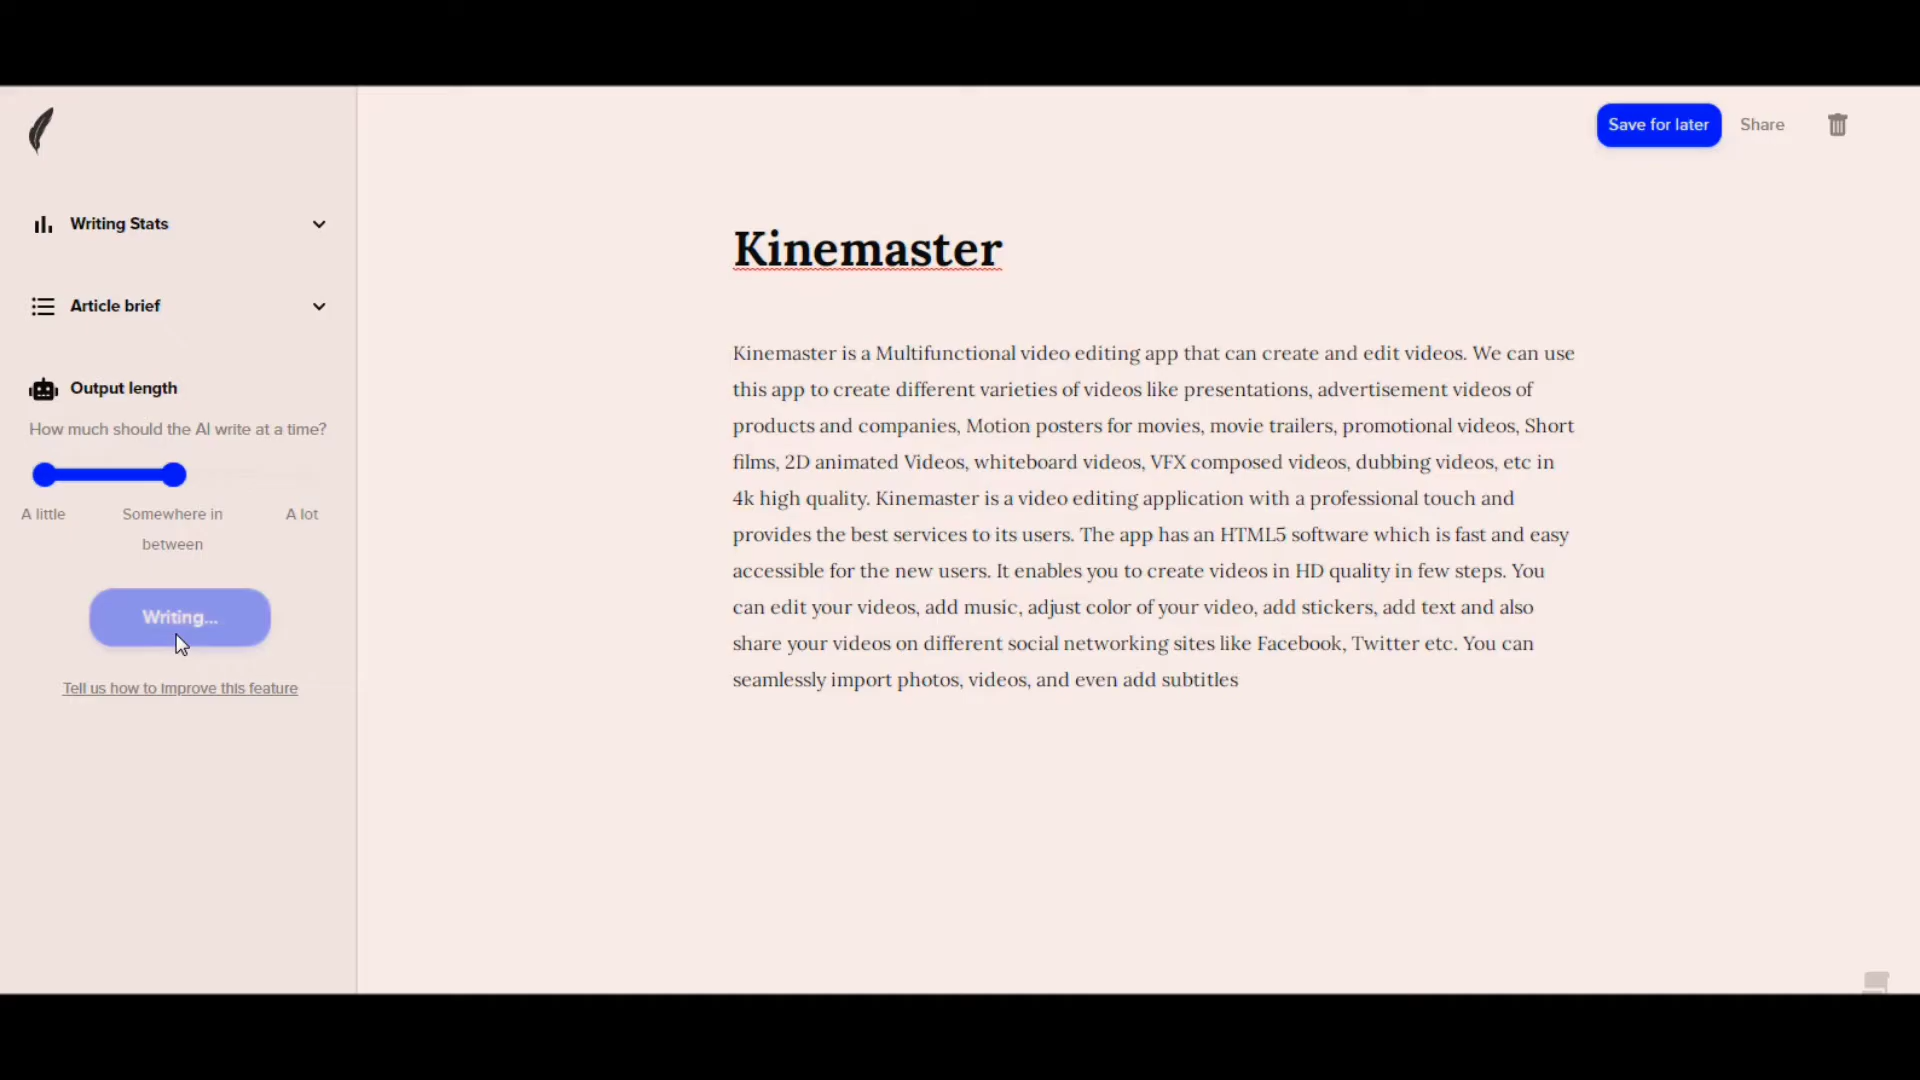 Save for later
Share
Writing Stats
Article brief
Output length
How much should the AI write at a time?
A little
Somewhere in between
A lot
Writing...
Tell us how to improve this feature
Kinemaster
Kinemaster is a Multifunctional video editing app that can create and edit videos. We can use
this app to create different varieties of videos like presentations, advertisement videos of
products and companies, Motion posters for movies, movie trailers, promotional videos, Short
films, 2D animated Videos, whiteboard videos, VFX composed videos, dubbing videos, etc in
4k high quality. Kinemaster is a video editing application with a professional touch and
provides the best services to its users. The app has an HTML5 software which is fast and easy
accessible for the new users. It enables you to create videos in HD quality in few steps. You
can edit your videos, add music, adjust color of your video, add stickers, add text and also
share your videos on different social networking sites like Facebook, Twitter etc. You can
seamlessly import photos, videos, and even add subtitles